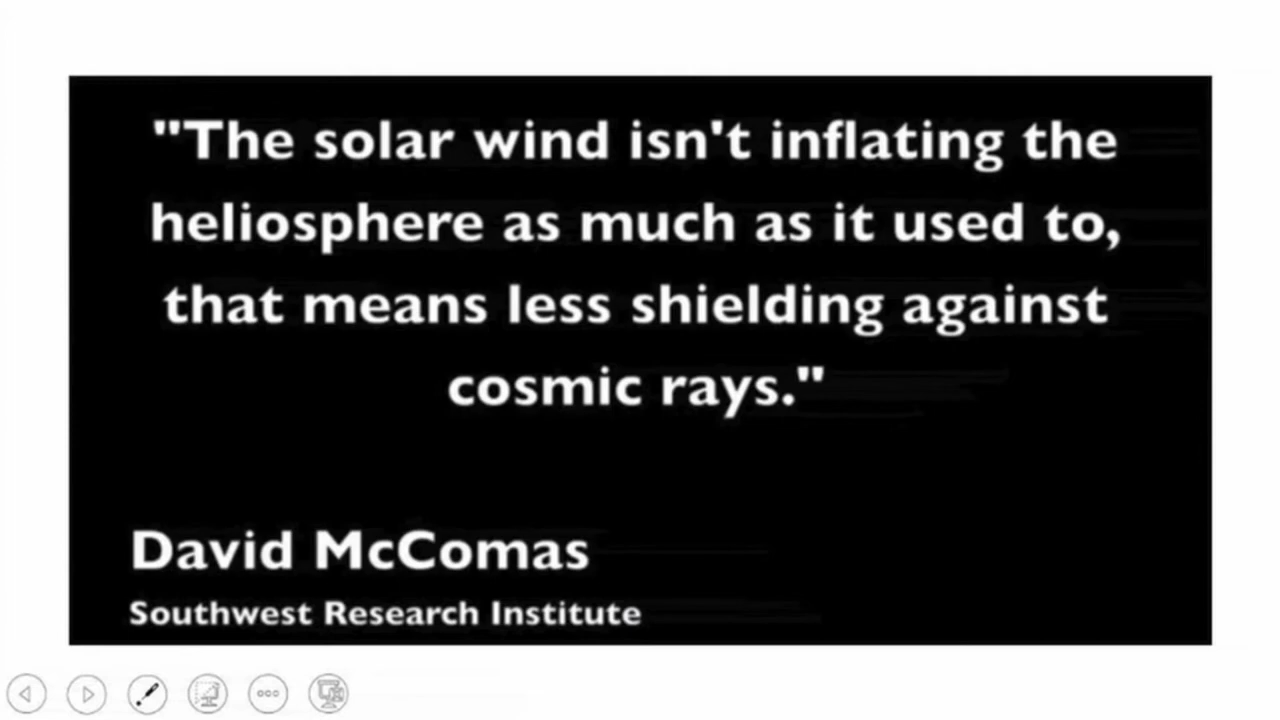 "The solar wind isn't inflating the
heliosphere as much as it used to,
that means less shielding against
cosmic rays."
David McComas
Southwest Research Institute